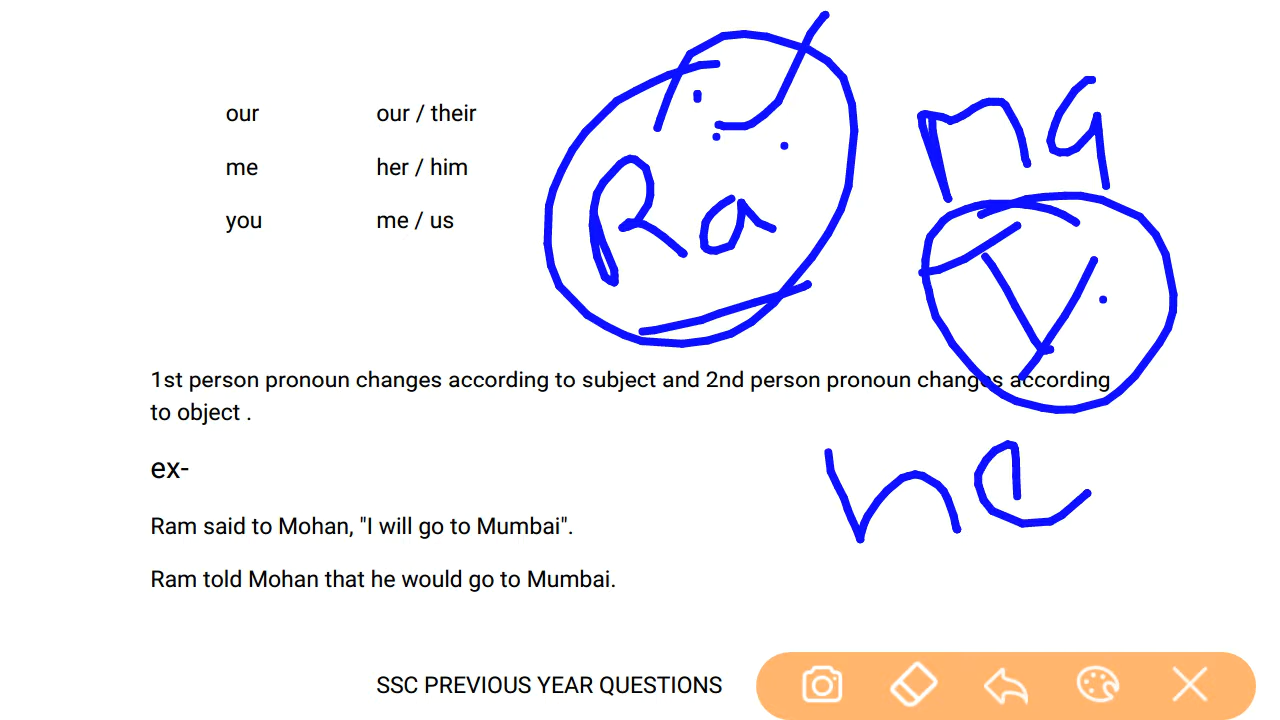 our our / their
me her / him
you me / us
Ra
ma
1st person pronoun changes according to subject and 2nd person pronoun changes according
to object .
ex-
he
Ram said to Mohan, "I will go to Mumbai".
Ram told Mohan that he would go to Mumbai.
SSC PREVIOUS YEAR QUESTIONS